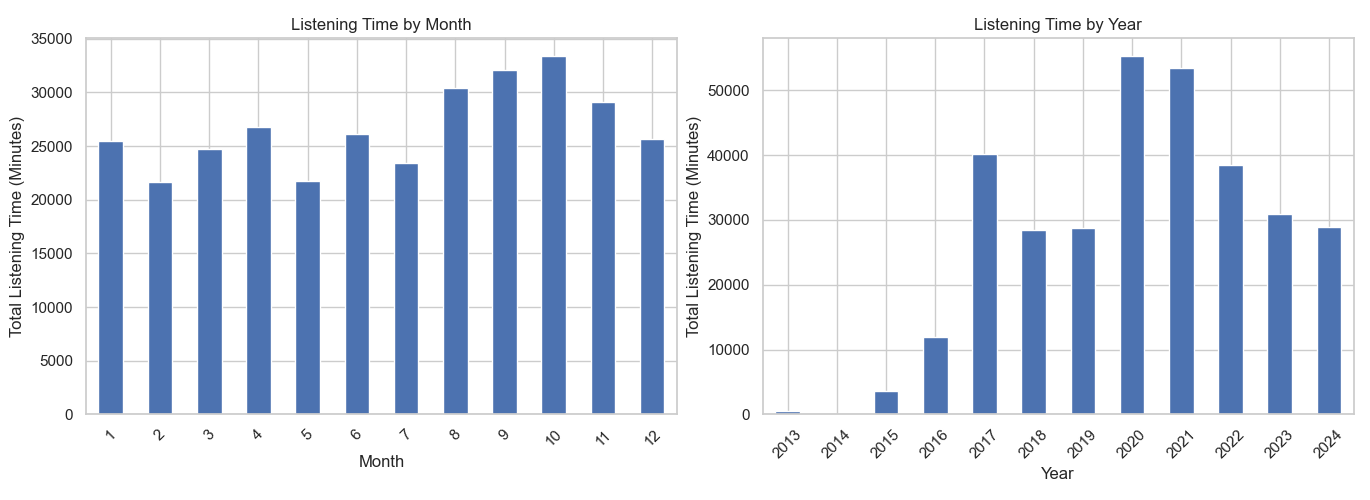 Listening Time by Month
Total Listening Time (Minutes)
35000
30000
25000
20000
15000
10000
5000
0
1 2 3 4 5 6 7 8 9 10 11 12
Month
Listening Time by Year
Total Listening Time (Minutes)
50000
40000
30000
20000
10000
0
2013 2014 2015 2016 2017 2018 2019 2020 2021 2022 2023 2024
Year